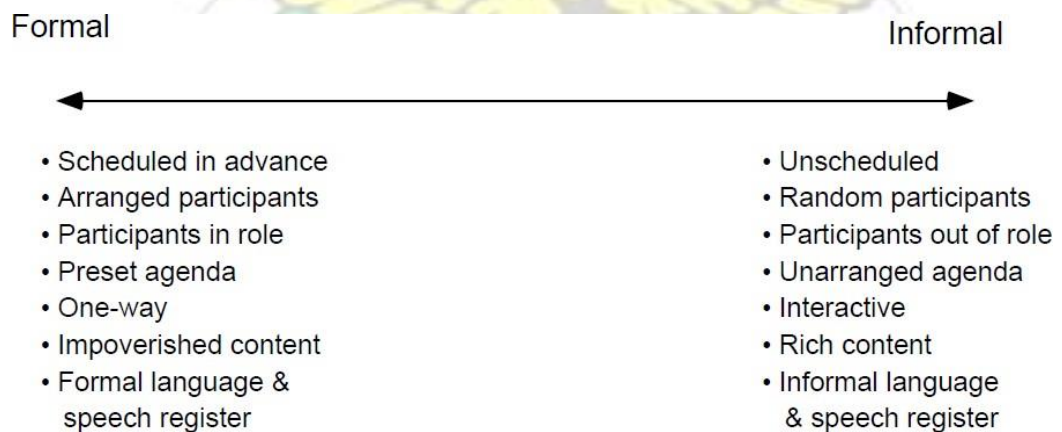 Formal
Informal
• Scheduled in advance
• Arranged participants
• Participants in role
• Preset agenda
• One-way
• Impoverished content
• Formal language &
speech register
• Unscheduled
• Random participants
• Participants out of role
• Unarranged agenda
• Interactive
• Rich content
• Informal language
& speech register